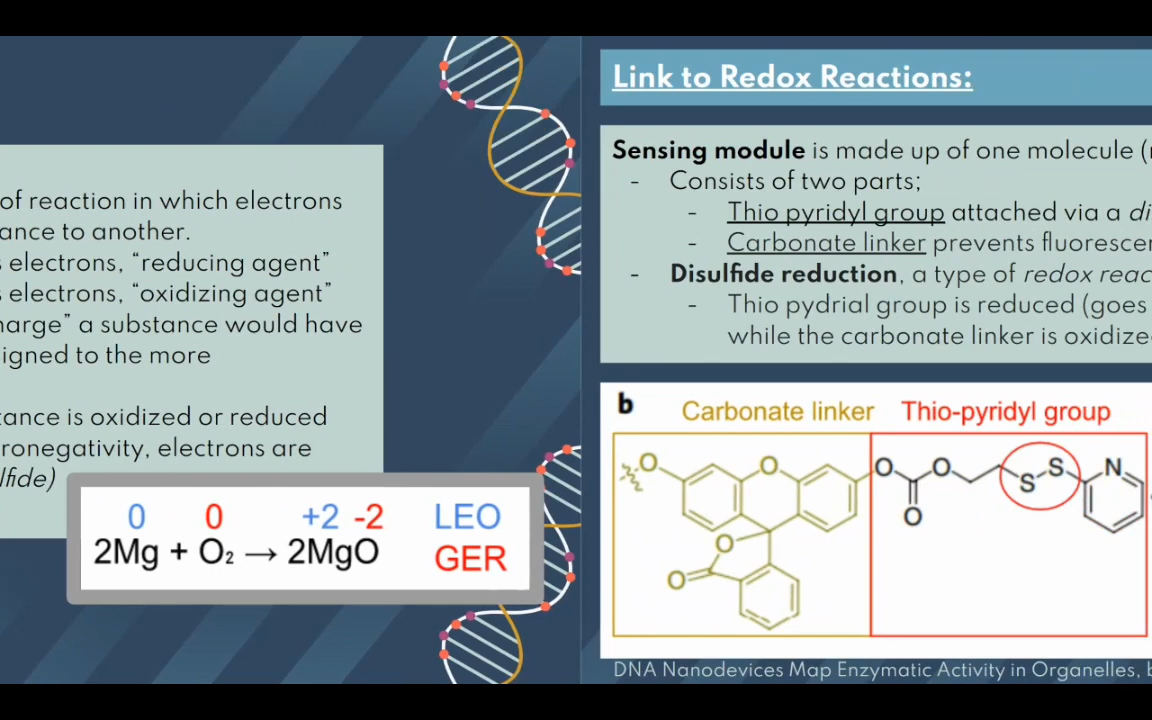 of reaction in which electrons
ance to another.
s electrons, “reducing agent”
s electrons, “oxidizing agent”
harge” a substance would have
signed to the more
tance is oxidized or reduced
ronegativity, electrons are
lfide)
0 0 +2 -2 LEO
2Mg + O₂ → 2MgO GER
Link to Redox Reactions:
Sensing module is made up of one molecule (
- Consists of two parts;
- Thio pyridyl group attached via a di
- Carbonate linker prevents fluorescen
- Disulfide reduction, a type of redox reac
- Thio pydrial group is reduced (goes
while the carbonate linker is oxidize
b Carbonate linker Thio-pyridyl group
O O O O S S N
O O
O
DNA Nanodevices Map Enzymatic Activity in Organelles, b